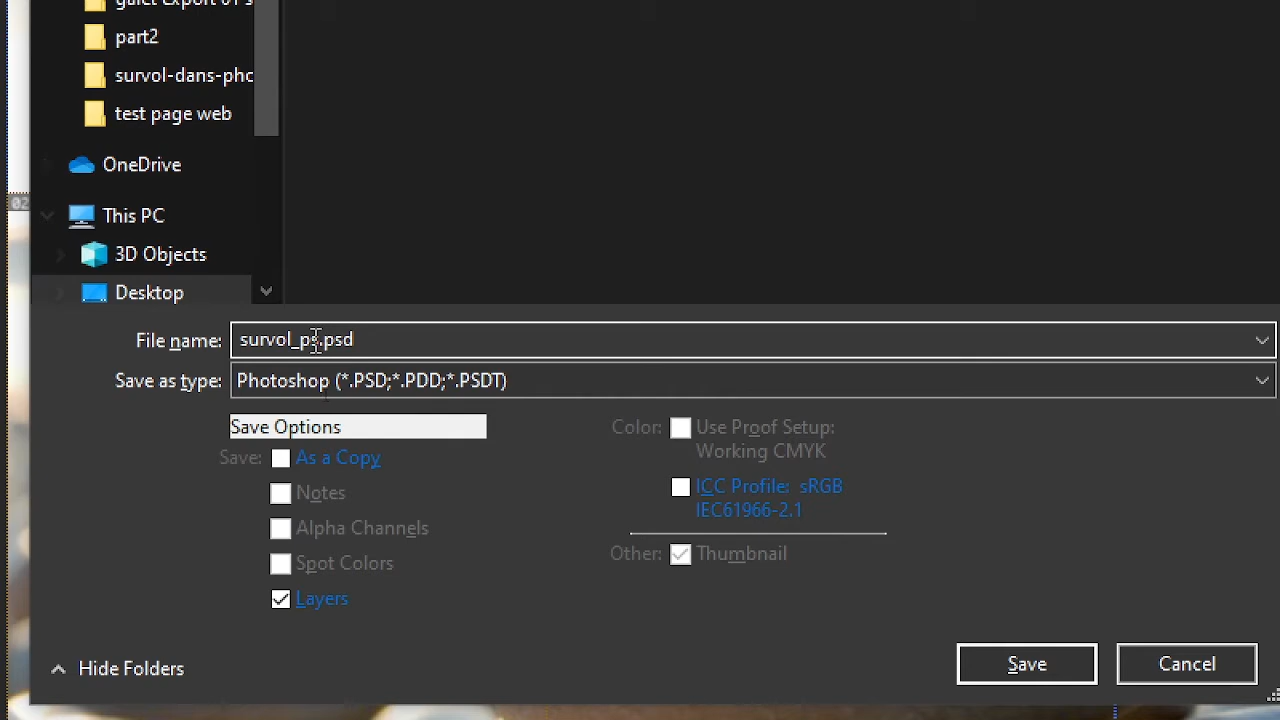 part2
survol-dans-phc
test page web
OneDrive
02
This PC
3D Objects
Desktop
File name: survol_ps.psd
Save as type: Photoshop (*.PSD;*.PDD;*.PSDT)
Save Options
Save: As a Copy
Notes
Alpha Channels
Spot Colors
Layers
Color: Use Proof Setup:
Working CMYK
ICC Profile: sRGB
IEC61966-2.1
Other: Thumbnail
Hide Folders
Save
Cancel